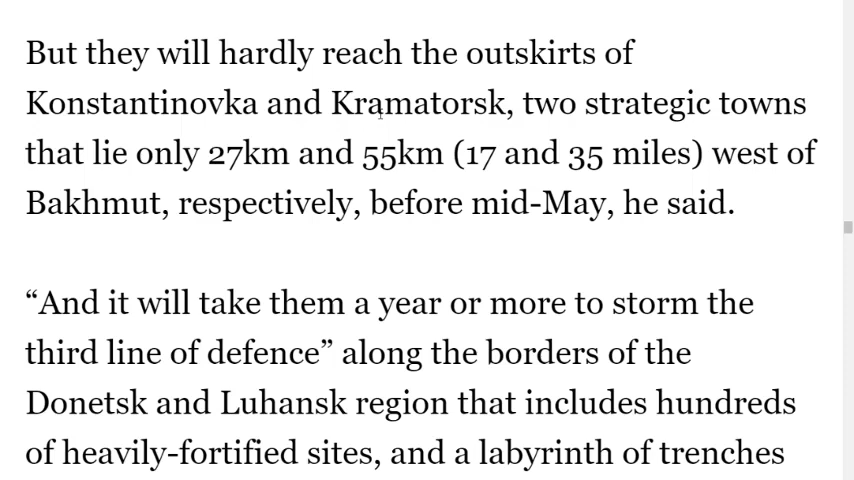 But they will hardly reach the outskirts of
Konstantinovka and Kramatorsk, two strategic towns
that lie only 27km and 55km (17 and 35 miles) west of
Bakhmut, respectively, before mid-May, he said.
“And it will take them a year or more to storm the
third line of defence” along the borders of the
Donetsk and Luhansk region that includes hundreds
of heavily-fortified sites, and a labyrinth of trenches